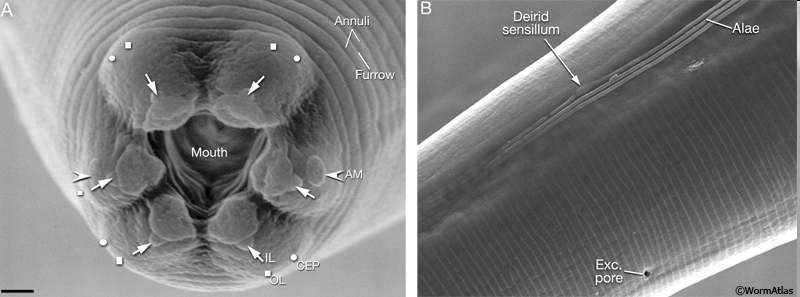 A
Annuli
Furrow
Mouth
AM
IL
CEP
OL
B
Deirid
sensillum
Alae
Exc.
pore
©WormAtlas